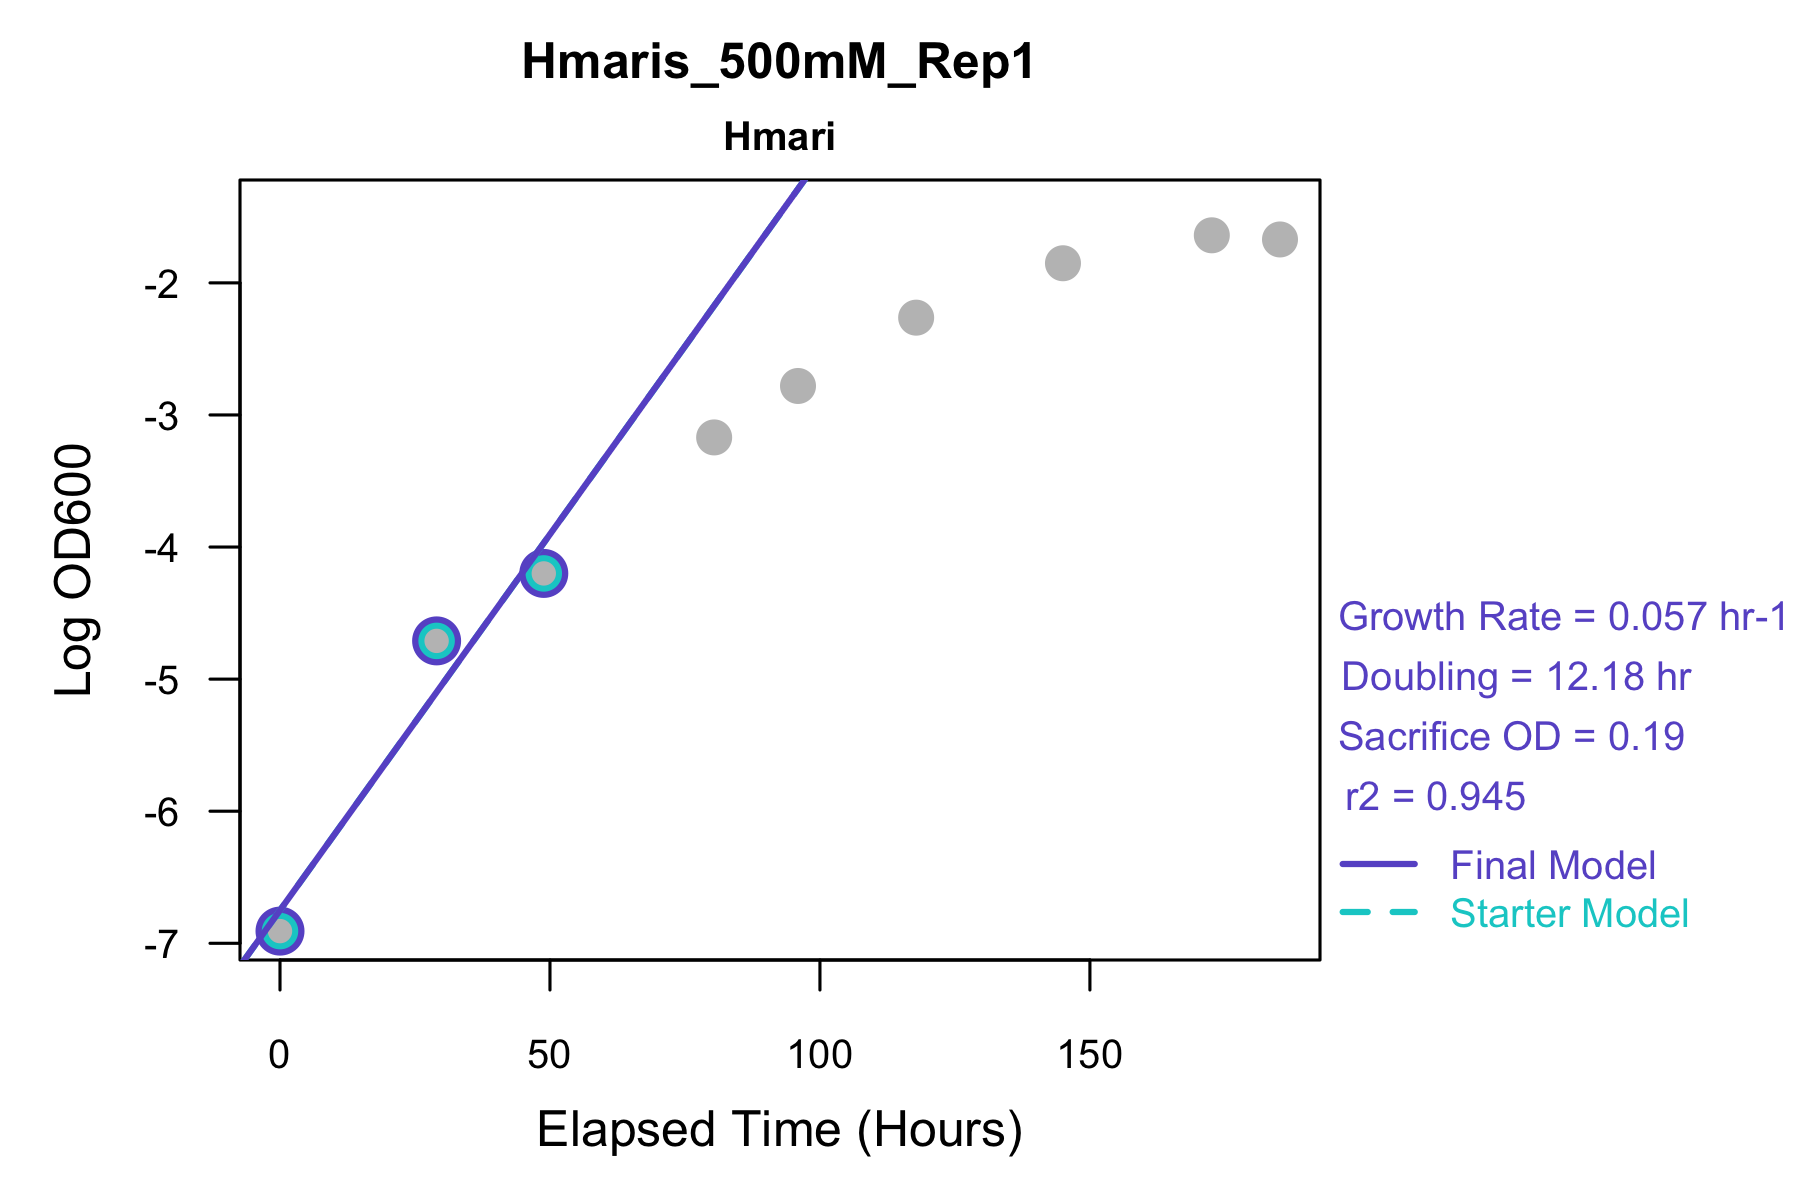 Hmaris_500mM_Rep1
Hmari
Log OD600
-2
-3
-4
-5
-6
-7
0 50 100 150
Elapsed Time (Hours)
Growth Rate = 0.057 hr-1
Doubling = 12.18 hr
Sacrifice OD = 0.19
r2 = 0.945
Final Model
Starter Model